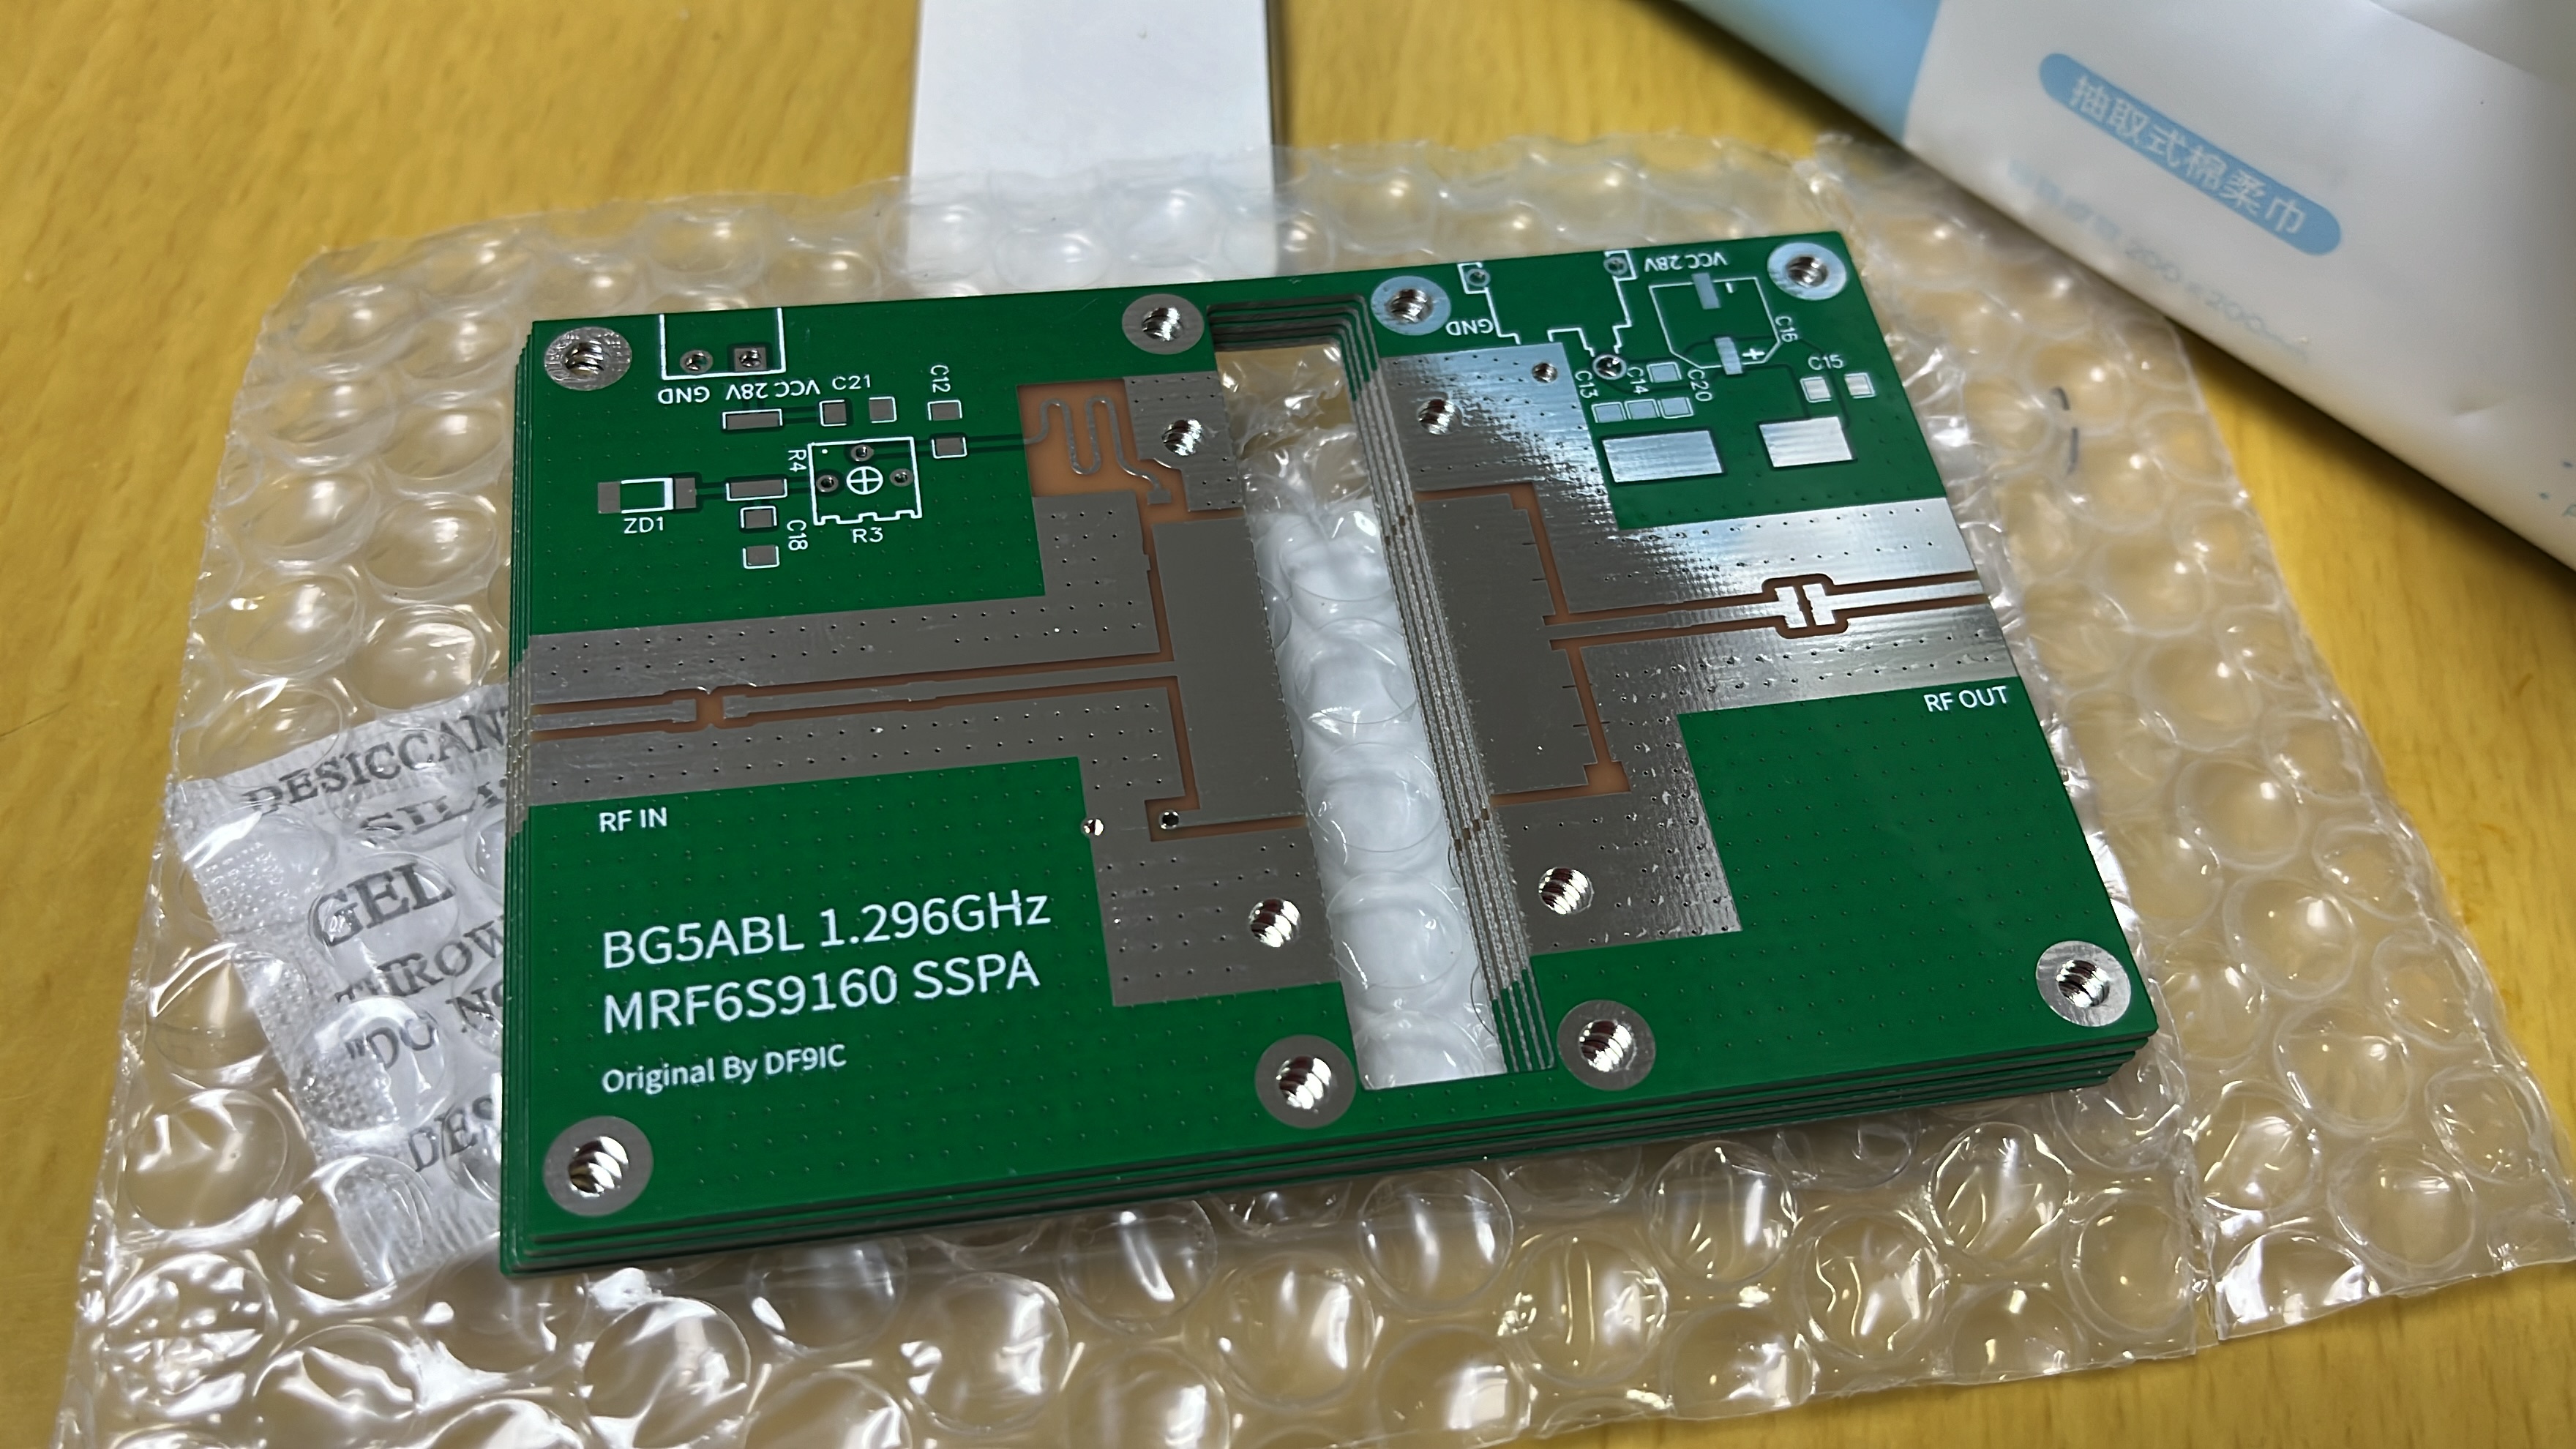 抽取式棉柔巾
VCC 28V
GND
C16
C15
C13
C14
C20
GND
VCC 28V
C21
C12
R4
ZD1
C18
R3
RF OUT
RF IN
BG5ABL 1.296GHz
MRF6S9160 SSPA
Original By DF9IC
DESICCANT
GEL
THROW
"DO NO